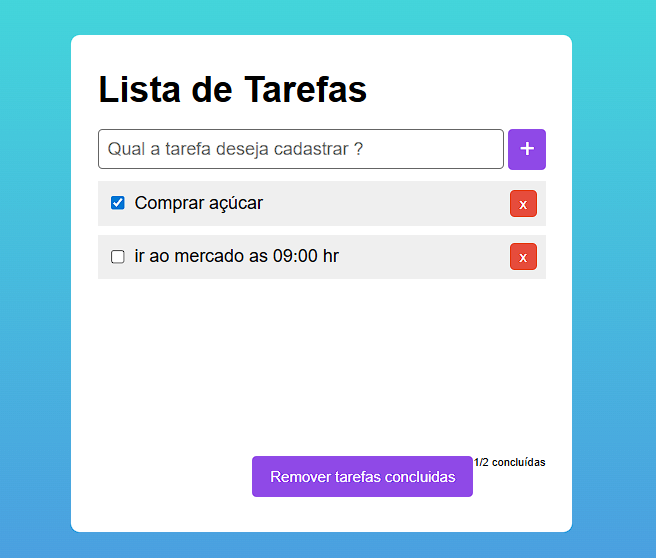 Lista de Tarefas
Qual a tarefa deseja cadastrar ? +
Comprar açúcar x
ir ao mercado as 09:00 hr x
Remover tarefas concluidas 1/2 concluídas